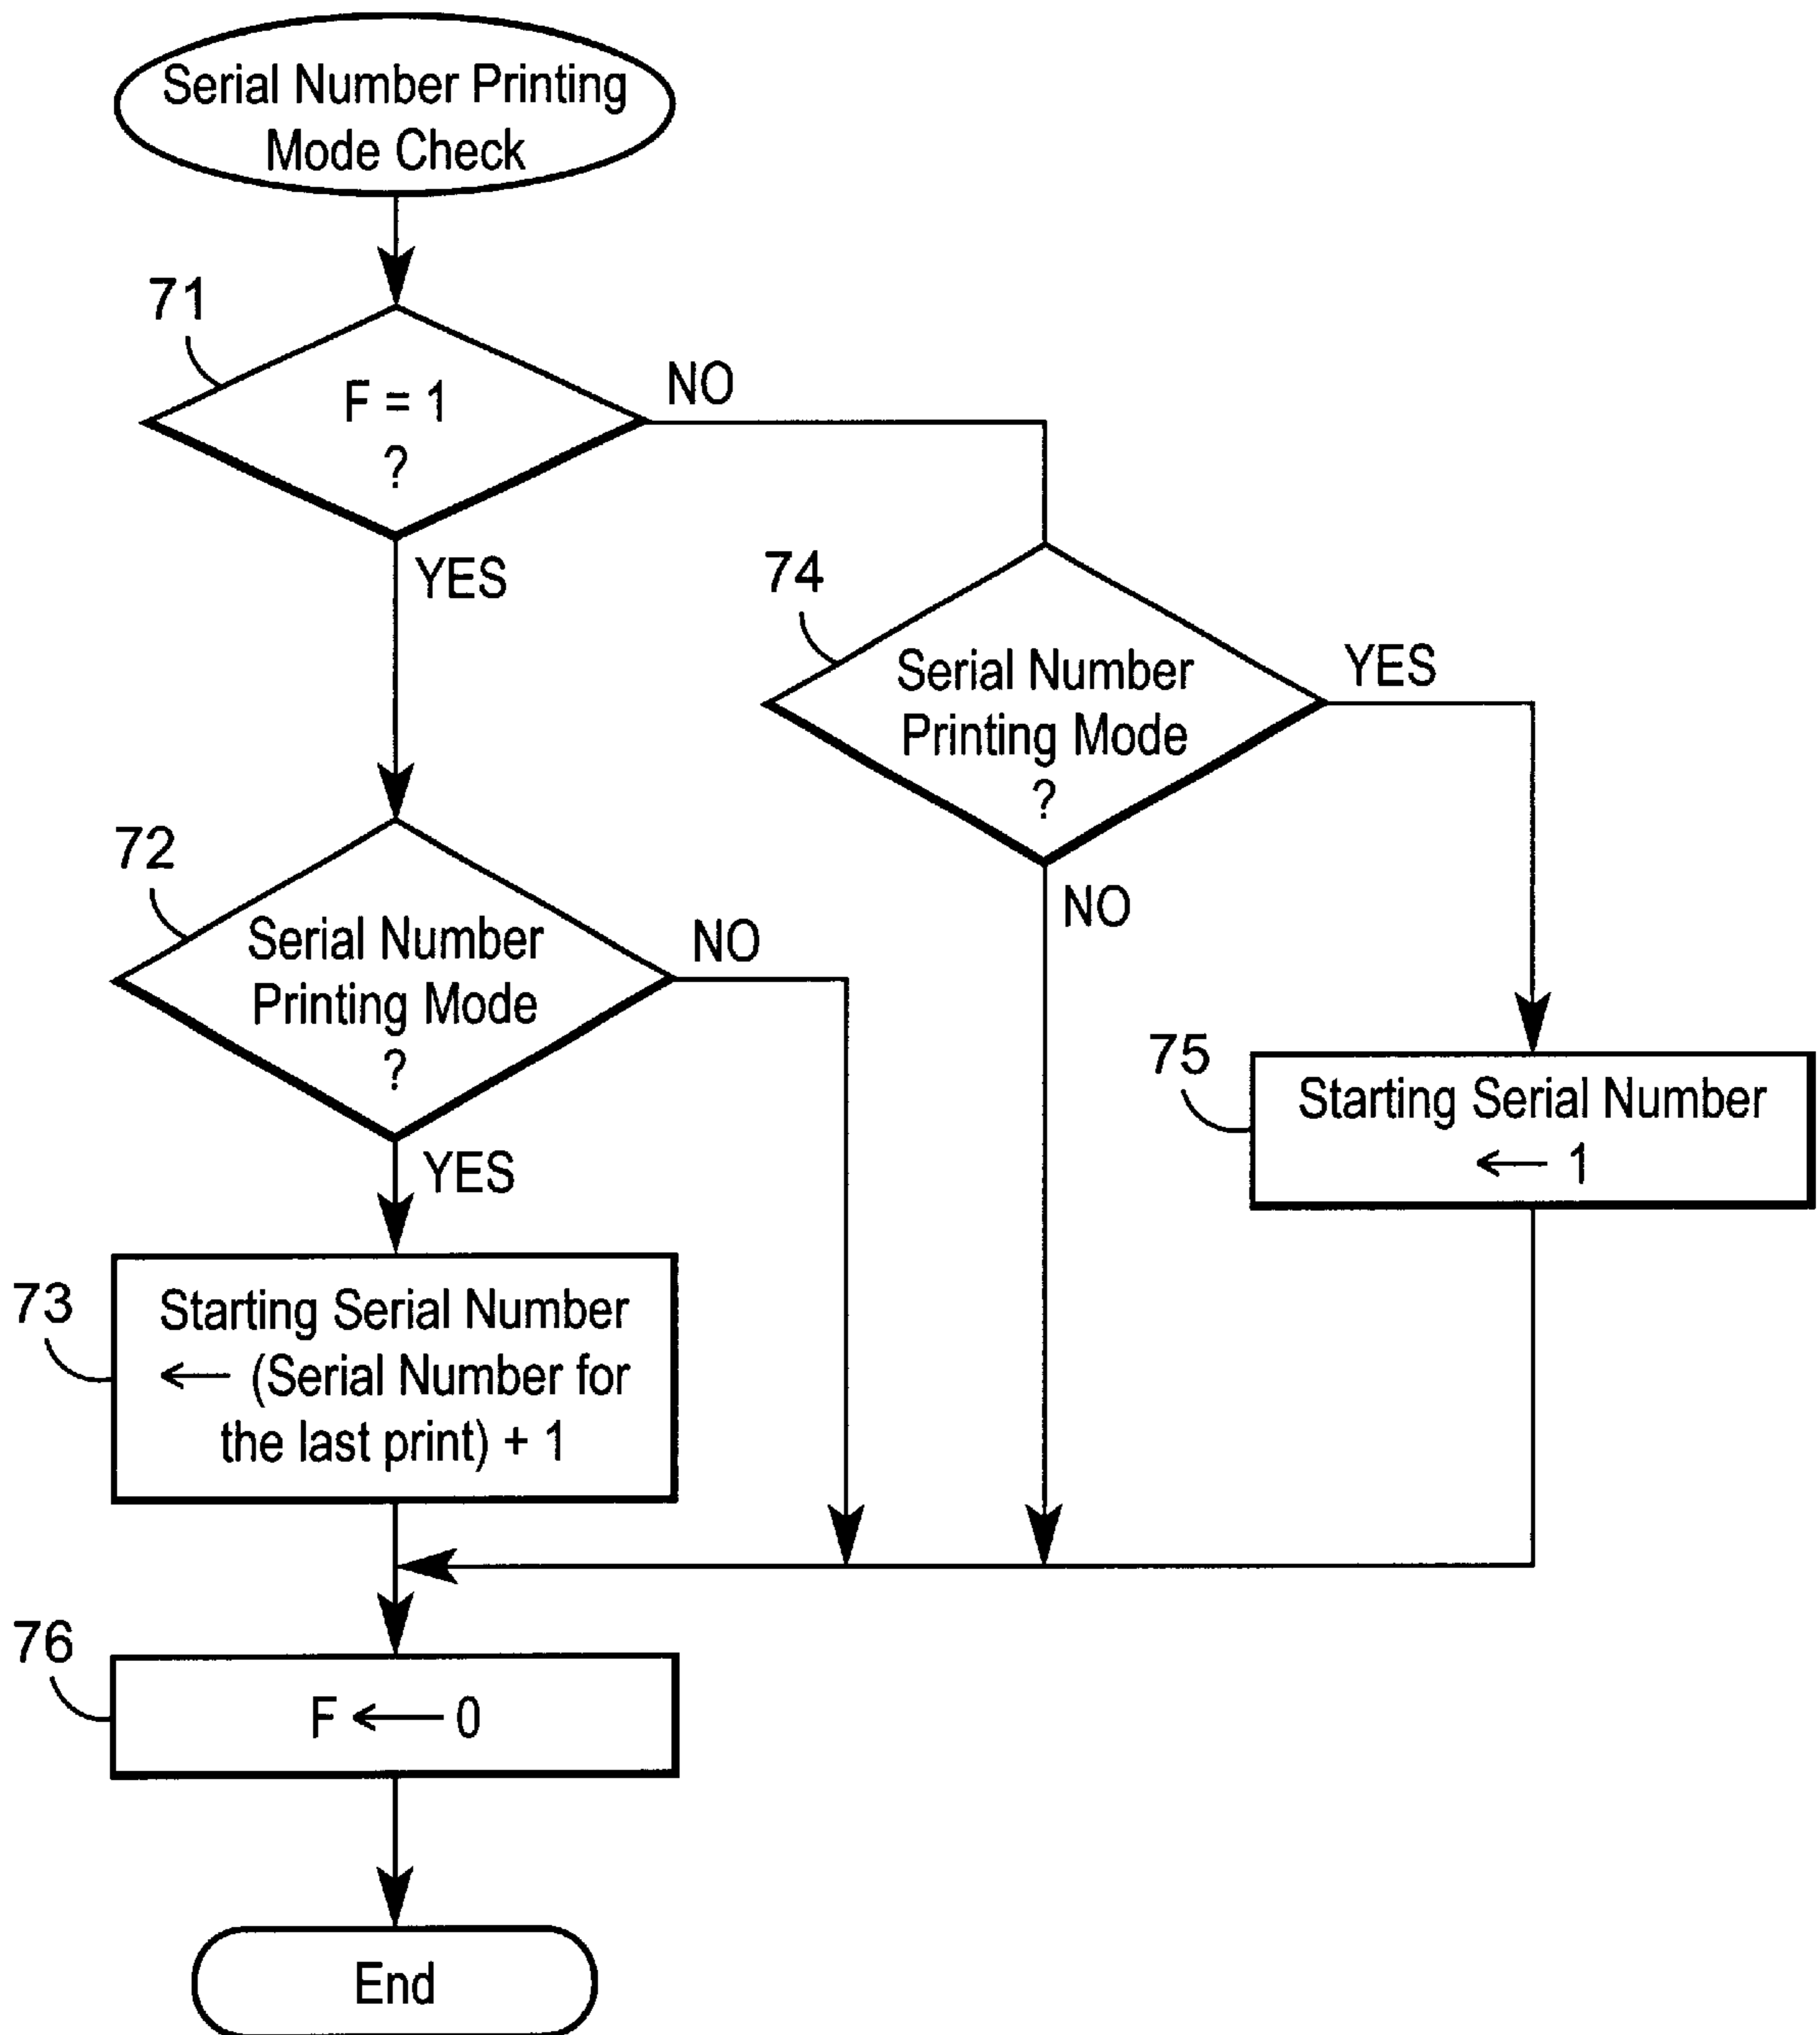 Serial Number Printing
Mode Check
71
F = 1
?
NO
YES
74
Serial Number
Printing Mode
?
YES
NO
72
Serial Number
Printing Mode
?
NO
YES
75
Starting Serial Number
← 1
73
Starting Serial Number
← (Serial Number for
the last print) + 1
76
F ← 0
End